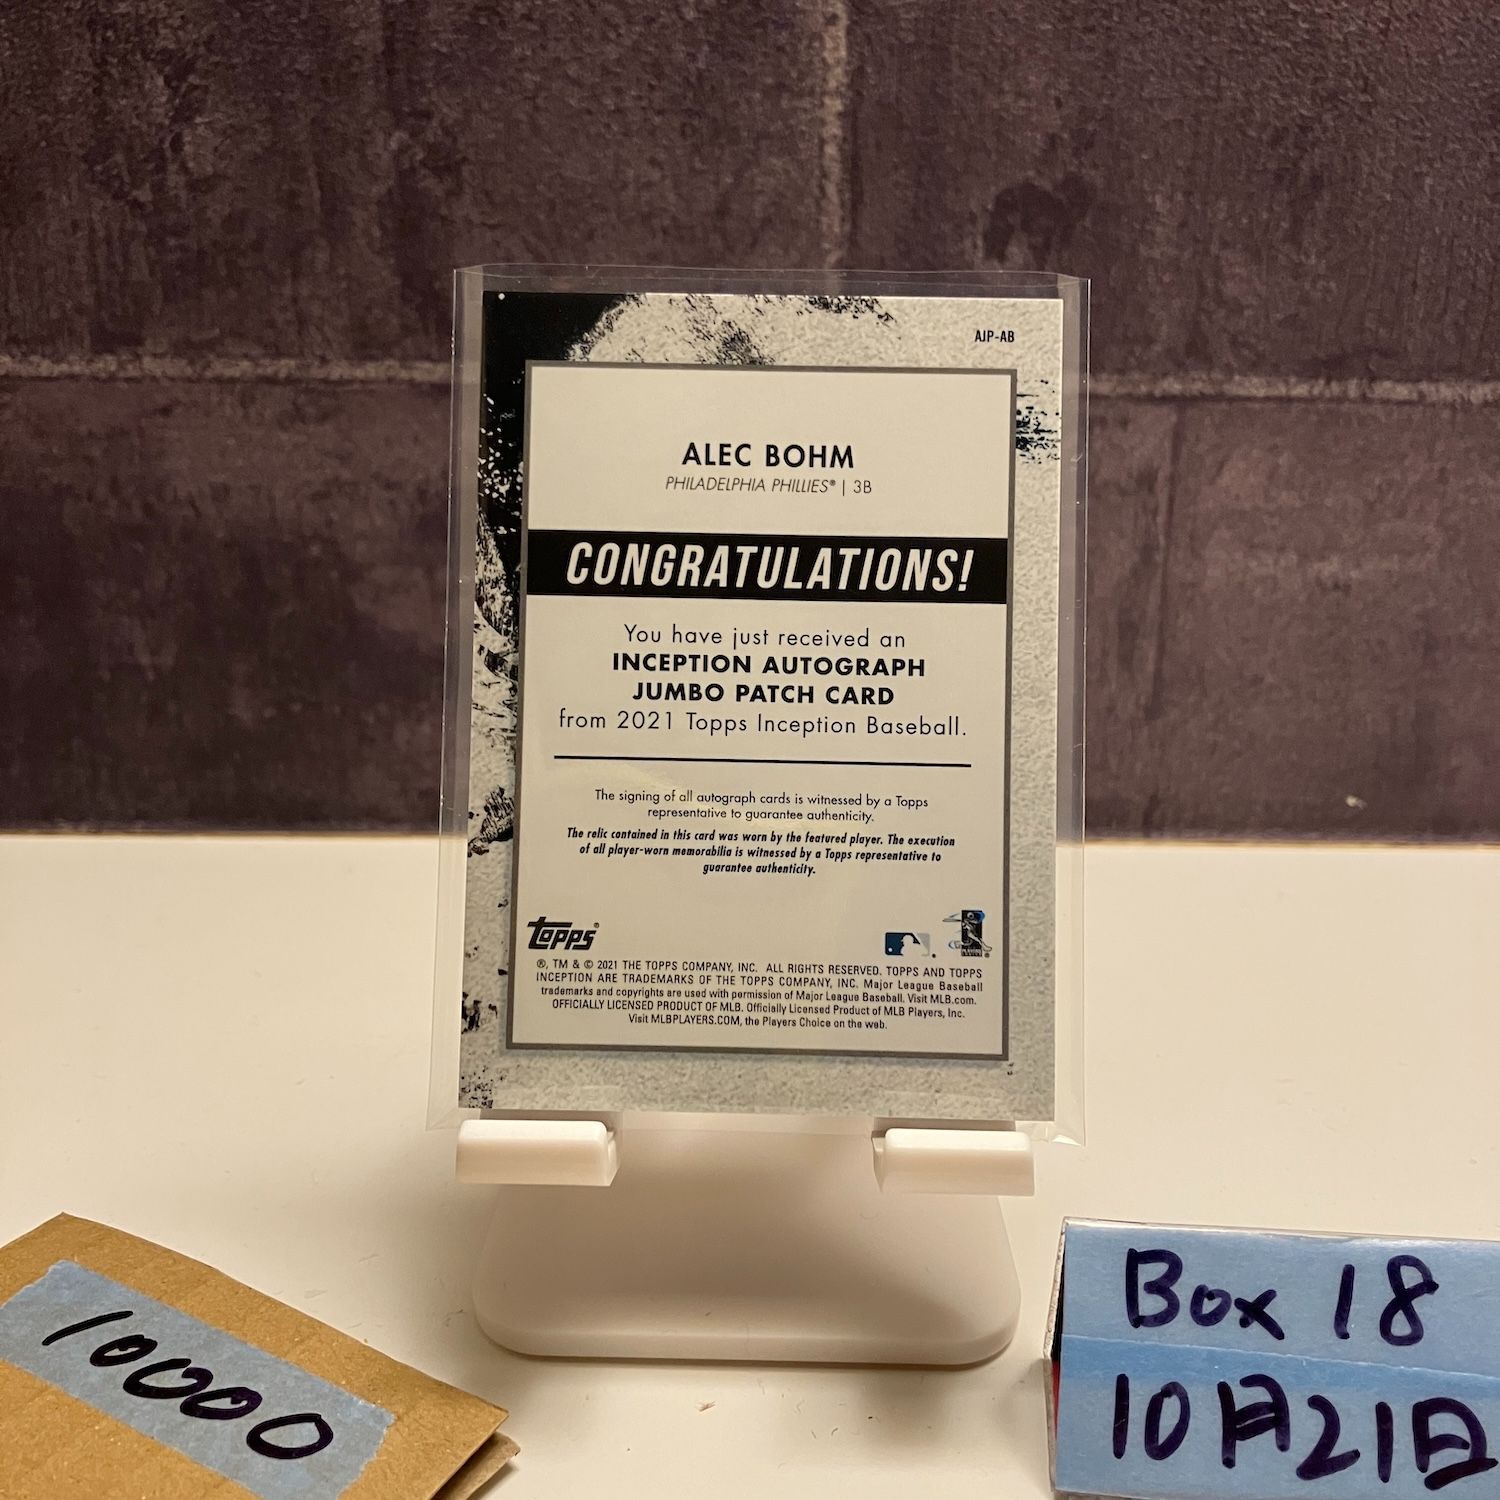 AJP-AB
ALEC BOHM
PHILADELPHIA PHILLIES® | 3B
CONGRATULATIONS!
You have just received an
INCEPTION AUTOGRAPH
JUMBO PATCH CARD
from 2021 Topps Inception Baseball.
The signing of all autograph cards is witnessed by a Topps
representative to guarantee authenticity.
The relic contained in this card was worn by the featured player. The execution
of all player-worn memorabilia is witnessed by a Topps representative to
guarantee authenticity.
Topps®
®, TM & © 2021 THE TOPPS COMPANY, INC. ALL RIGHTS RESERVED. TOPPS AND TOPPS
INCEPTION ARE TRADEMARKS OF THE TOPPS COMPANY, INC. Major League Baseball
trademarks and copyrights are used with permission of Major League Baseball. Visit MLB.com.
OFFICIALLY LICENSED PRODUCT OF MLB. Officially Licensed Product of MLB Players, Inc.
Visit MLBPLAYERS.COM, the Players Choice on the web.
10000
Box 18
10月21日